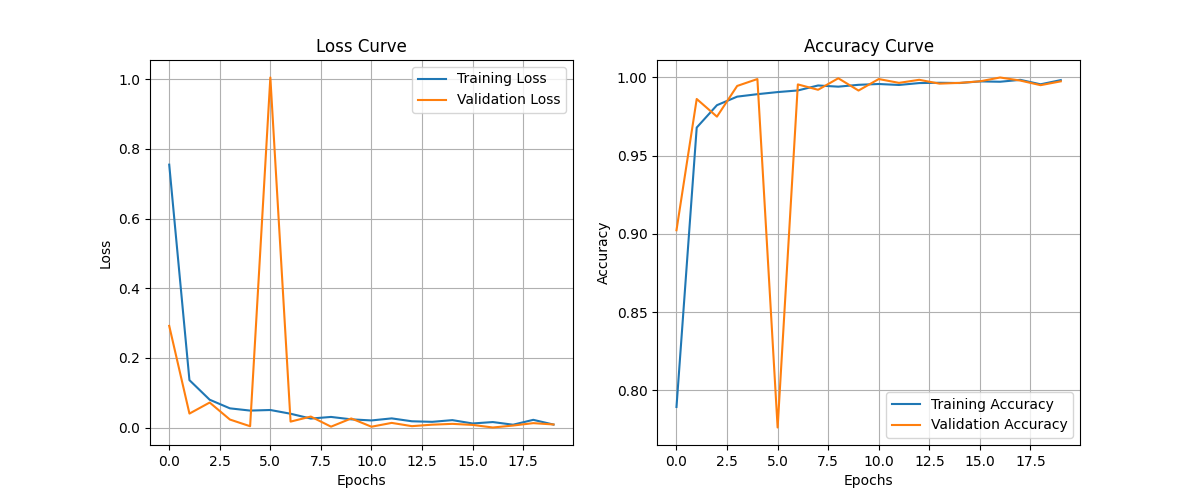 Loss Curve
1.0
0.8
0.6
0.4
0.2
0.0
Loss
Training Loss
Validation Loss
0.0 2.5 5.0 7.5 10.0 12.5 15.0 17.5
Epochs
Accuracy Curve
1.00
0.95
0.90
0.85
0.80
Accuracy
Training Accuracy
Validation Accuracy
0.0 2.5 5.0 7.5 10.0 12.5 15.0 17.5
Epochs